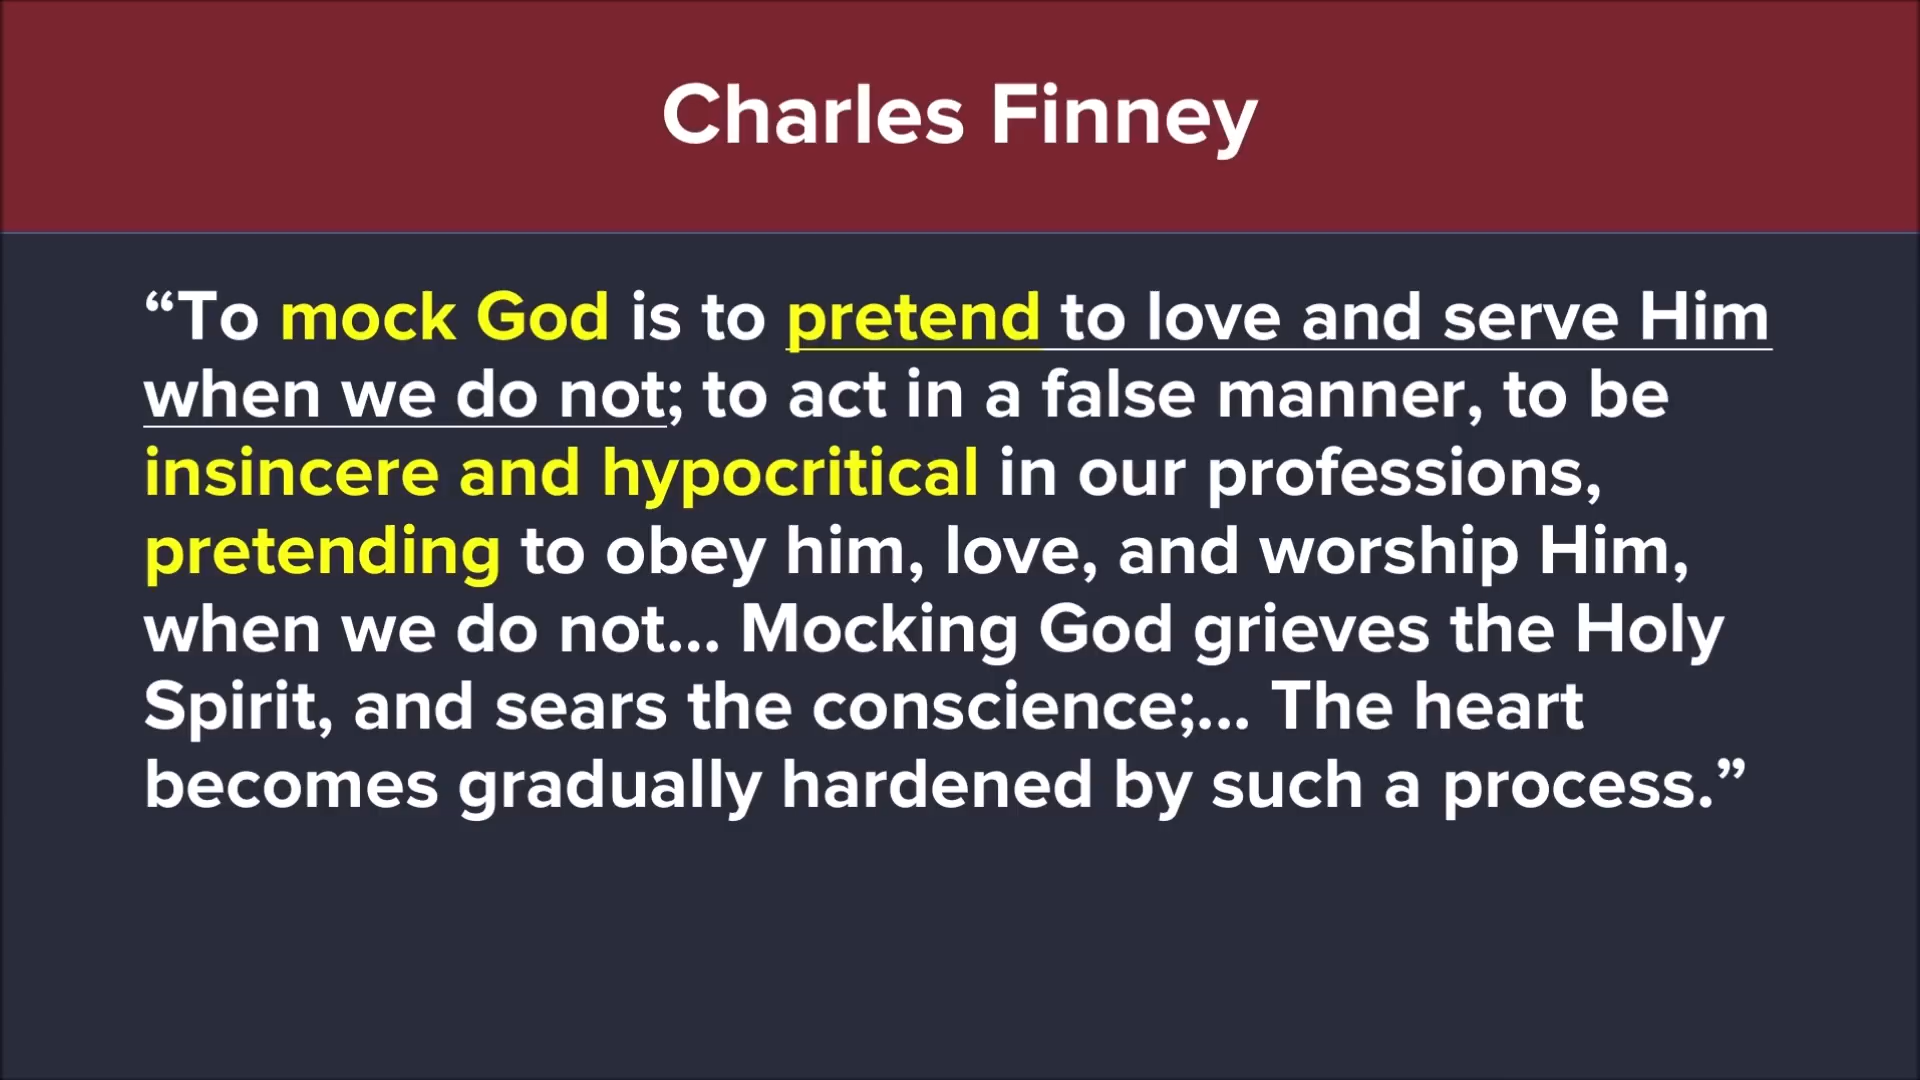 Charles Finney
“To mock God is to pretend to love and serve Him
when we do not; to act in a false manner, to be
insincere and hypocritical in our professions,
pretending to obey him, love, and worship Him,
when we do not... Mocking God grieves the Holy
Spirit, and sears the conscience;... The heart
becomes gradually hardened by such a process.”